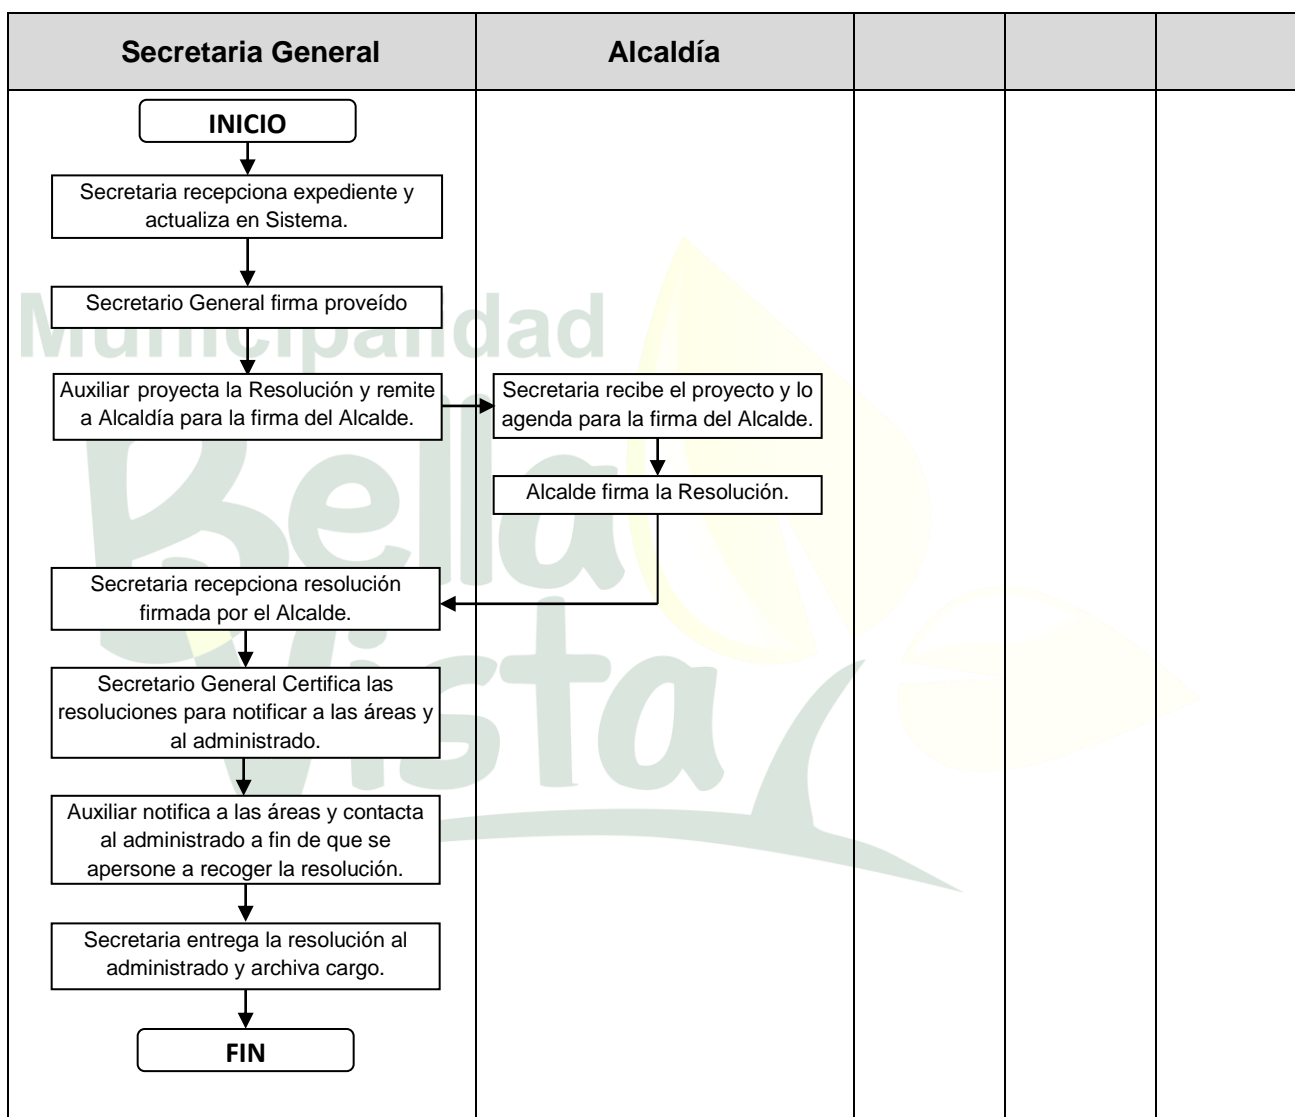 Secretaria General
Alcaldía
INICIO
Secretaria recepciona expediente y
actualiza en Sistema.
Secretario General firma proveído
Auxiliar proyecta la Resolución y remite
a Alcaldía para la firma del Alcalde.
Secretaria recibe el proyecto y lo
agenda para la firma del Alcalde.
Alcalde firma la Resolución.
Secretaria recepciona resolución
firmada por el Alcalde.
Secretario General Certifica las
resoluciones para notificar a las áreas y
al administrado.
Auxiliar notifica a las áreas y contacta
al administrado a fin de que se
apersone a recoger la resolución.
Secretaria entrega la resolución al
administrado y archiva cargo.
FIN
Municipalidad
Bella
Vista